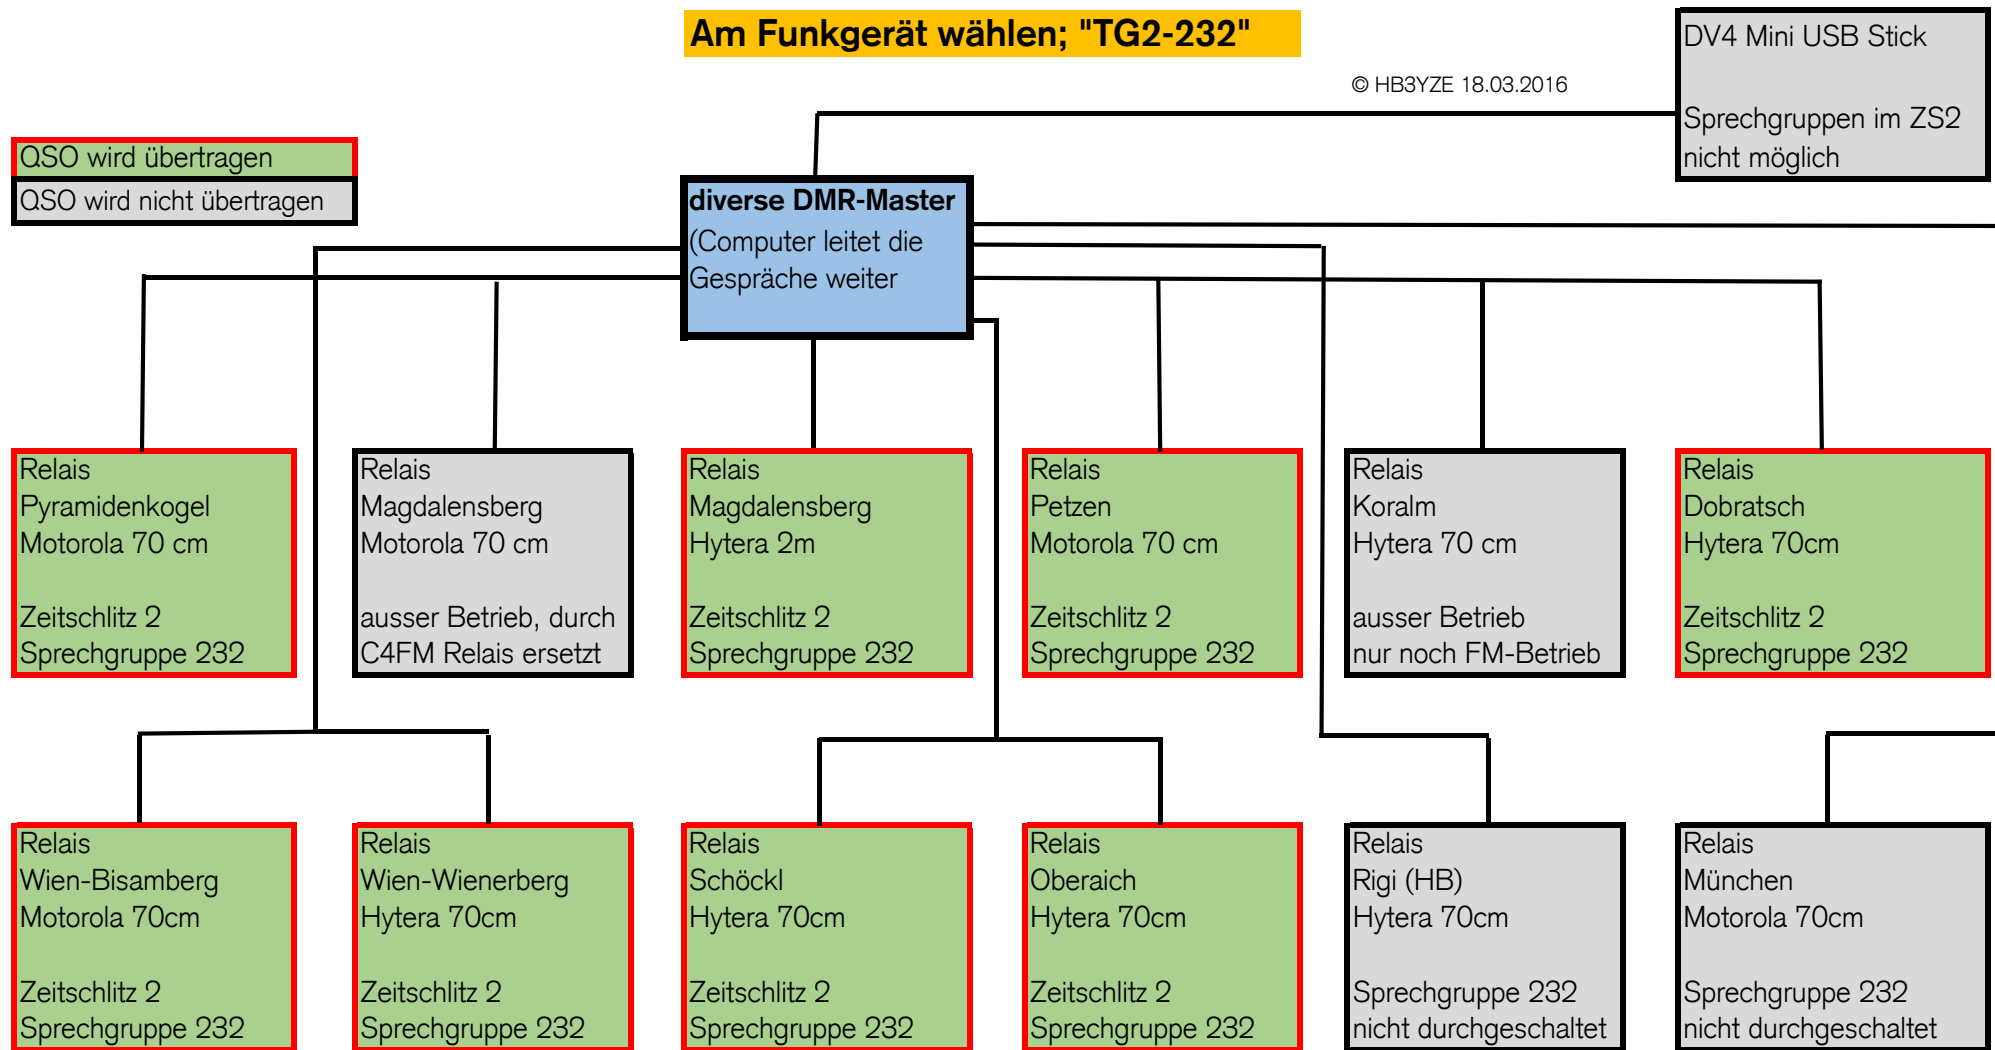 Am Funkgerät wählen; "TG2-232"
DV4 Mini USB Stick
Sprechgruppen im ZS2
nicht möglich
© HB3YZE 18.03.2016
QSO wird übertragen
QSO wird nicht übertragen
diverse DMR-Master
(Computer leitet die
Gespräche weiter
Relais
Pyramidenkogel
Motorola 70 cm
Zeitschlitz 2
Sprechgruppe 232
Relais
Magdalensberg
Motorola 70 cm
ausser Betrieb, durch
C4FM Relais ersetzt
Relais
Magdalensberg
Hytera 2m
Zeitschlitz 2
Sprechgruppe 232
Relais
Petzen
Motorola 70 cm
Zeitschlitz 2
Sprechgruppe 232
Relais
Koralm
Hytera 70 cm
ausser Betrieb
nur noch FM-Betrieb
Relais
Dobratsch
Hytera 70cm
Zeitschlitz 2
Sprechgruppe 232
Relais
Wien-Bisamberg
Motorola 70cm
Zeitschlitz 2
Sprechgruppe 232
Relais
Wien-Wienerberg
Hytera 70cm
Zeitschlitz 2
Sprechgruppe 232
Relais
Schöckl
Hytera 70cm
Zeitschlitz 2
Sprechgruppe 232
Relais
Oberaich
Hytera 70cm
Zeitschlitz 2
Sprechgruppe 232
Relais
Rigi (HB)
Hytera 70cm
Sprechgruppe 232
nicht durchgeschaltet
Relais
München
Motorola 70cm
Sprechgruppe 232
nicht durchgeschaltet